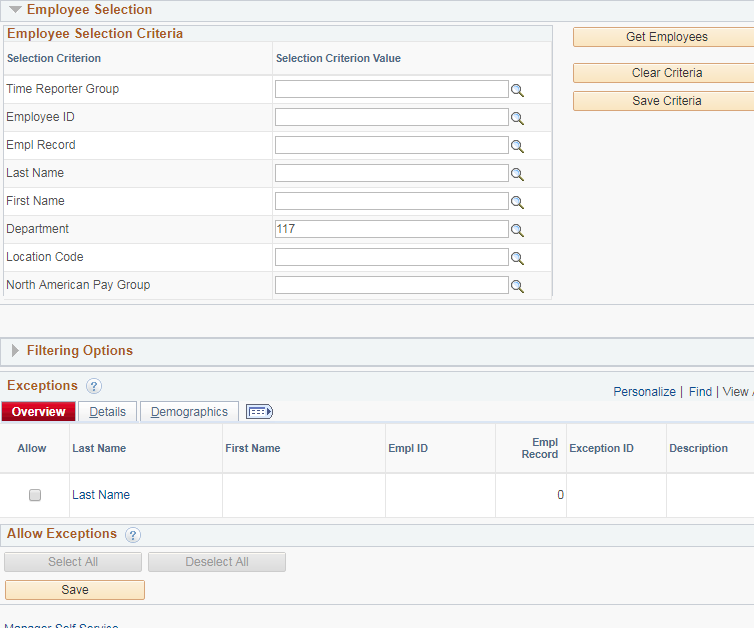 Employee Selection
Employee Selection Criteria
Selection Criterion Selection Criterion Value
Time Reporter Group
Employee ID
Empl Record
Last Name
First Name
Department 117
Location Code
North American Pay Group
Get Employees
Clear Criteria
Save Criteria
Filtering Options
Exceptions ?
Personalize | Find | View
Overview Details Demographics
Allow Last Name First Name Empl ID Empl Record Exception ID Description
Last Name 0
Allow Exceptions ?
Select All Deselect All
Save
Manager Self Service